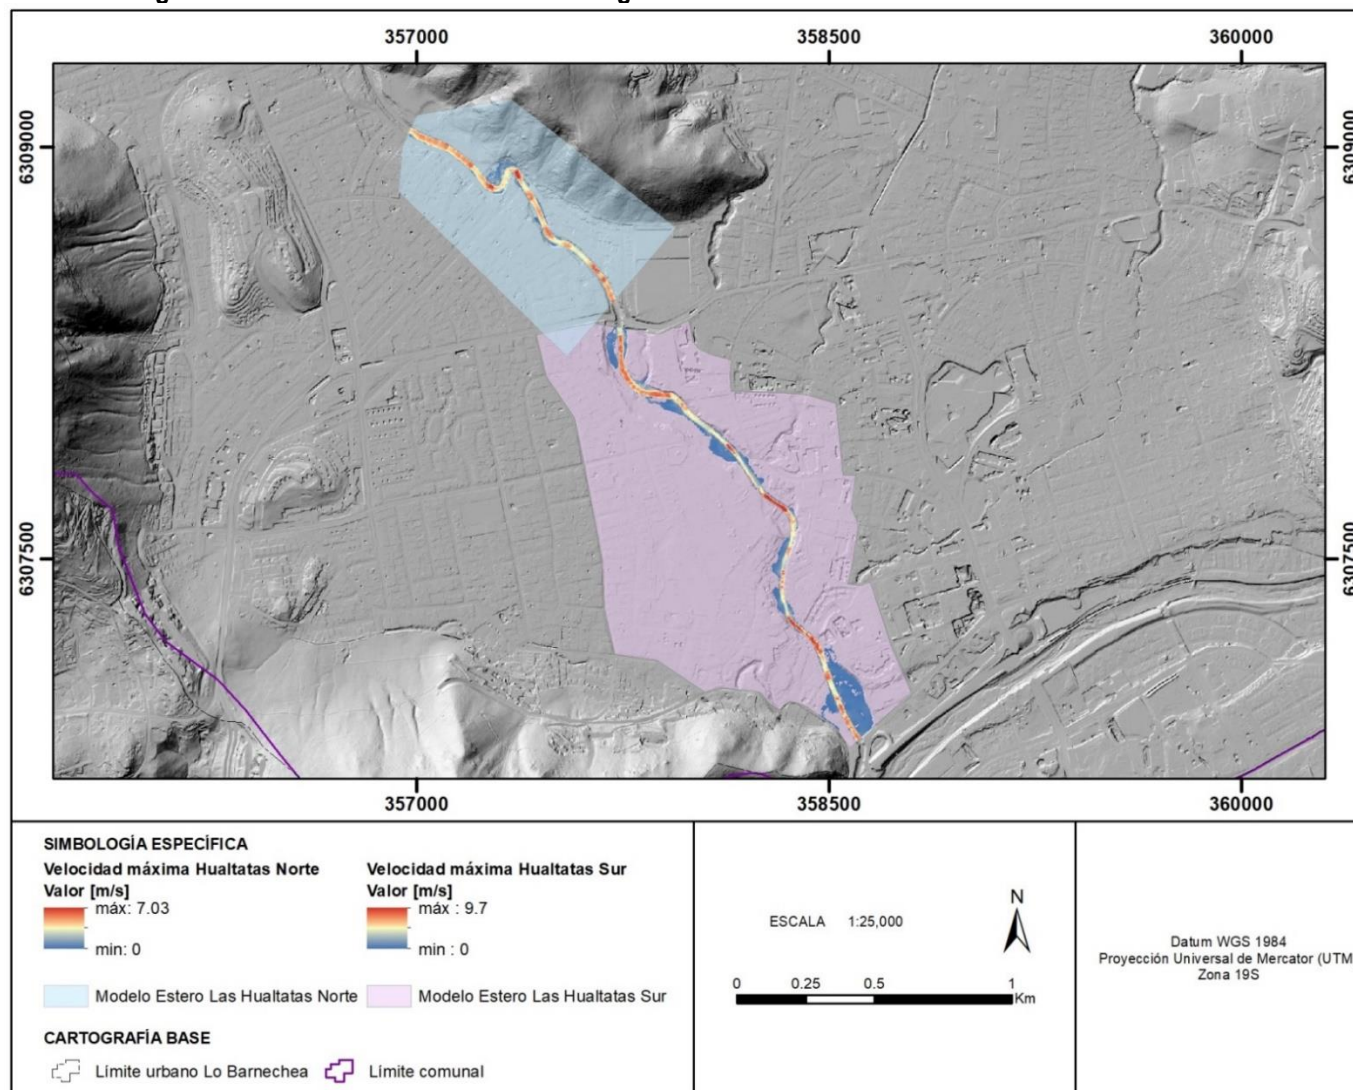 357000 358500 360000
6309000 6309000
6307500 6307500
357000 358500 360000
SIMBOLOGÍA ESPECÍFICA
Velocidad máxima Hualtatas Norte
Valor [m/s]
máx: 7.03
min: 0
Modelo Estero Las Hualtatas Norte
Velocidad máxima Hualtatas Sur
Valor [m/s]
máx : 9.7
min : 0
Modelo Estero Las Hualtatas Sur
CARTOGRAFÍA BASE
Límite urbano Lo Barnechea Límite comunal
ESCALA 1:25,000
N
0 0.25 0.5 1
Km
Datum WGS 1984
Proyección Universal de Mercator (UTM
Zona 19S